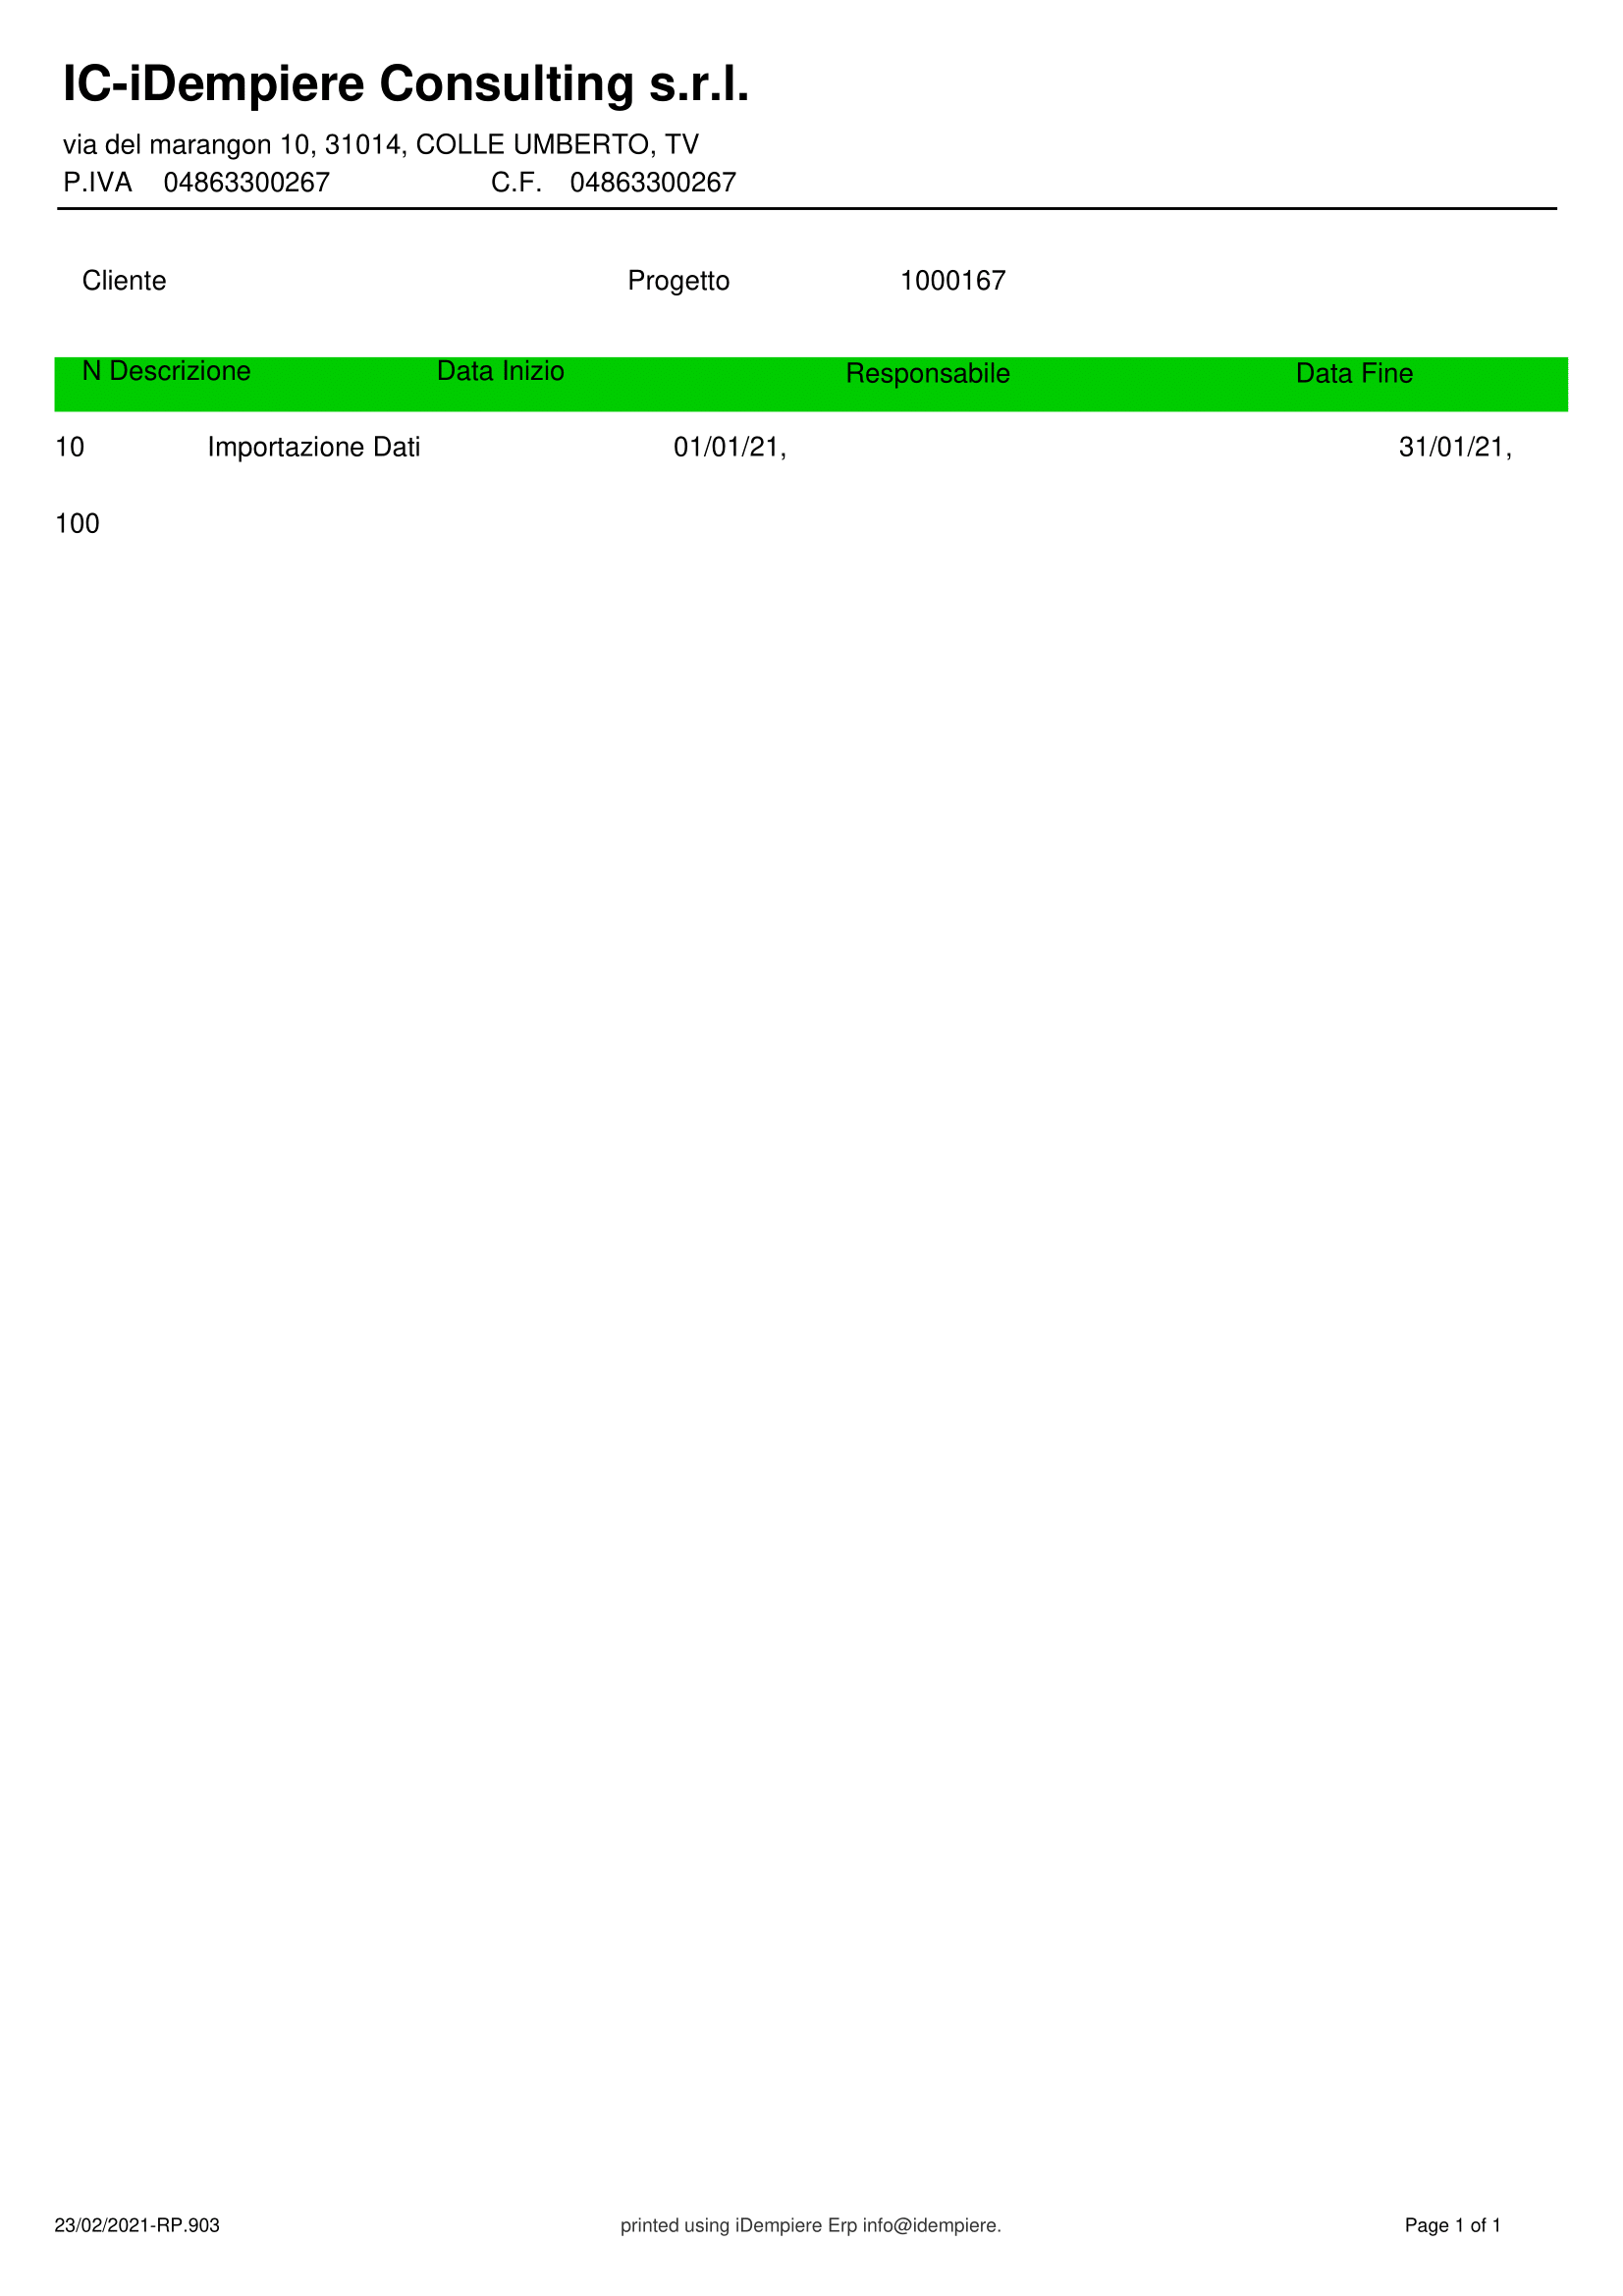 IC-iDempiere Consulting s.r.l.
via del marangon 10, 31014, COLLE UMBERTO, TV
P.IVA 04863300267 C.F. 04863300267
Cliente Progetto 1000167
N Descrizione Data Inizio Responsabile Data Fine
10 Importazione Dati 01/01/21, 31/01/21,
100
23/02/2021-RP.903 printed using iDempiere Erp info@idempiere. Page 1 of 1